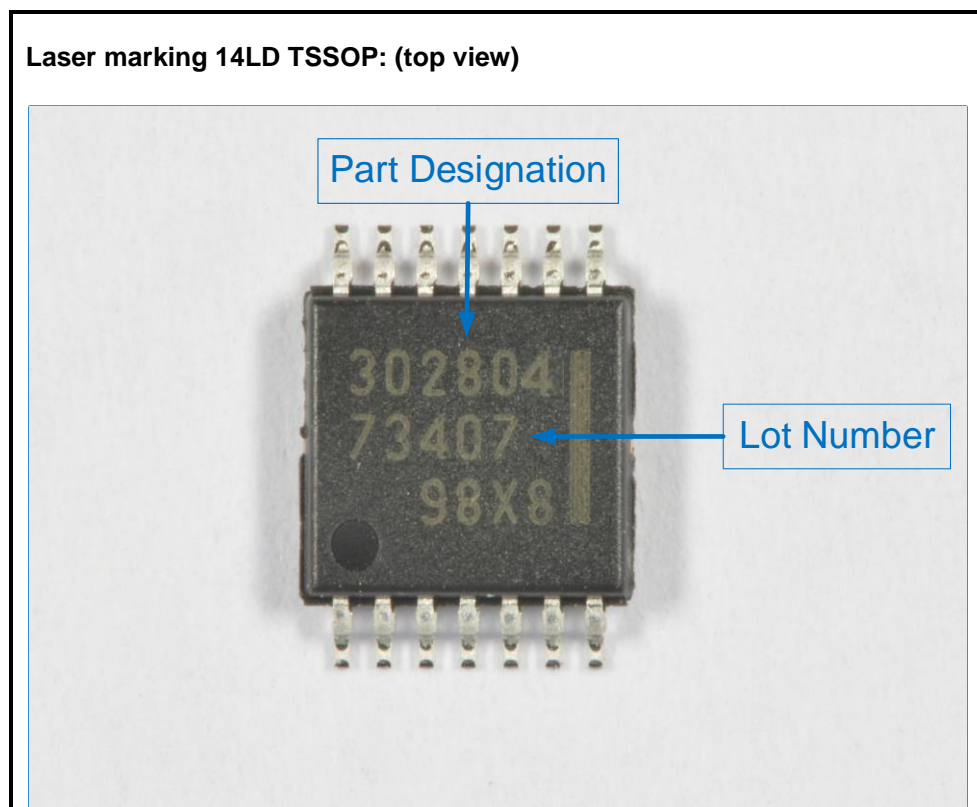 Laser marking 14LD TSSOP: (top view)
Part Designation
302804
73407
Lot Number
98X8